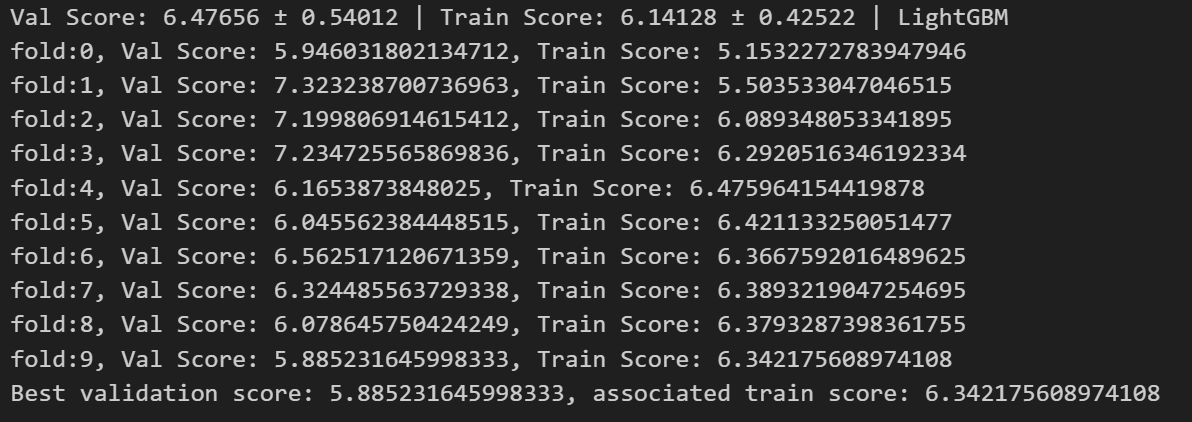 Val Score: 6.47656 ± 0.54012 | Train Score: 6.14128 ± 0.42522 | LightGBM
fold:0, Val Score: 5.946031802134712, Train Score: 5.1532272783947946
fold:1, Val Score: 7.323238700736963, Train Score: 5.503533047046515
fold:2, Val Score: 7.199806914615412, Train Score: 6.089348053341895
fold:3, Val Score: 7.234725565869836, Train Score: 6.2920516346192334
fold:4, Val Score: 6.1653873848025, Train Score: 6.475964154419878
fold:5, Val Score: 6.045562384448515, Train Score: 6.421133250051477
fold:6, Val Score: 6.562517120671359, Train Score: 6.3667592016489625
fold:7, Val Score: 6.324485563729338, Train Score: 6.3893219047254695
fold:8, Val Score: 6.078645750424249, Train Score: 6.3793287398361755
fold:9, Val Score: 5.885231645998333, Train Score: 6.342175608974108
Best validation score: 5.885231645998333, associated train score: 6.342175608974108